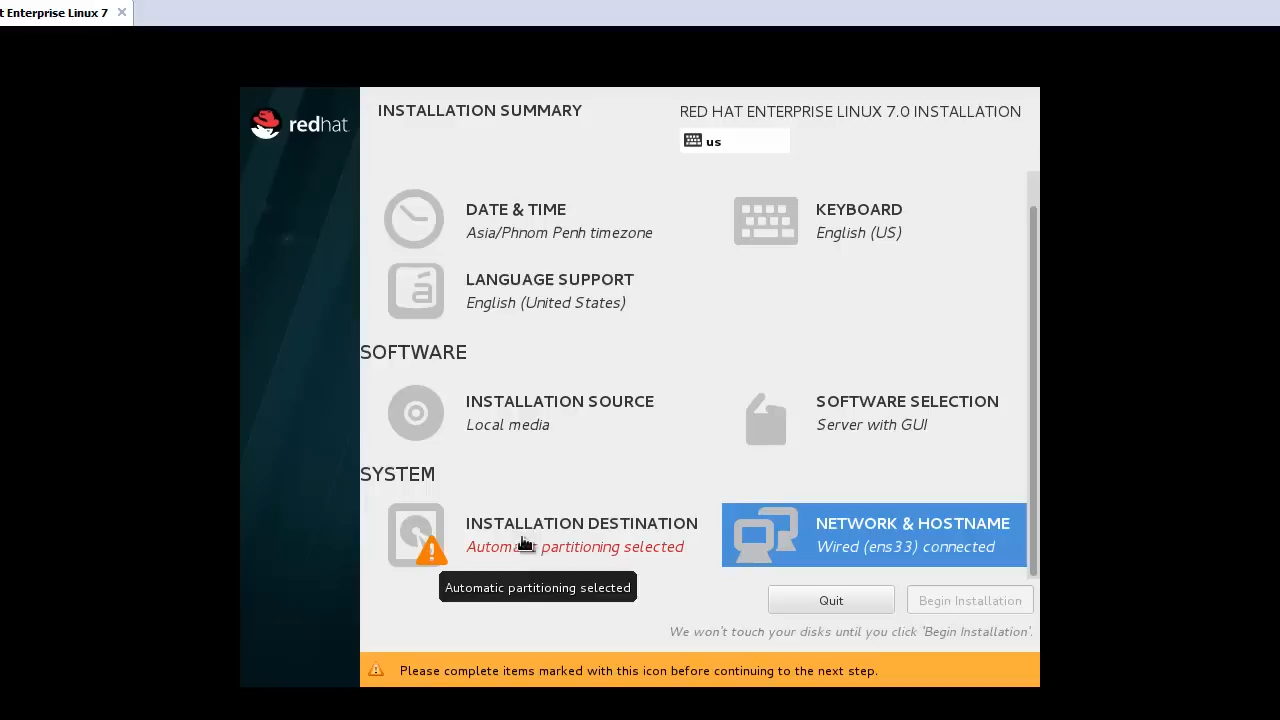 t Enterprise Linux 7
redhat.
INSTALLATION SUMMARY
RED HAT ENTERPRISE LINUX 7.0 INSTALLATION
us
DATE & TIME
Asia/Phnom Penh timezone
KEYBOARD
English (US)
LANGUAGE SUPPORT
English (United States)
SOFTWARE
INSTALLATION SOURCE
Local media
SOFTWARE SELECTION
Server with GUI
SYSTEM
INSTALLATION DESTINATION
Automatic partitioning selected
NETWORK & HOSTNAME
Wired (ens33) connected
Automatic partitioning selected
Quit
Begin Installation
We won't touch your disks until you click 'Begin Installation'.
Please complete items marked with this icon before continuing to the next step.